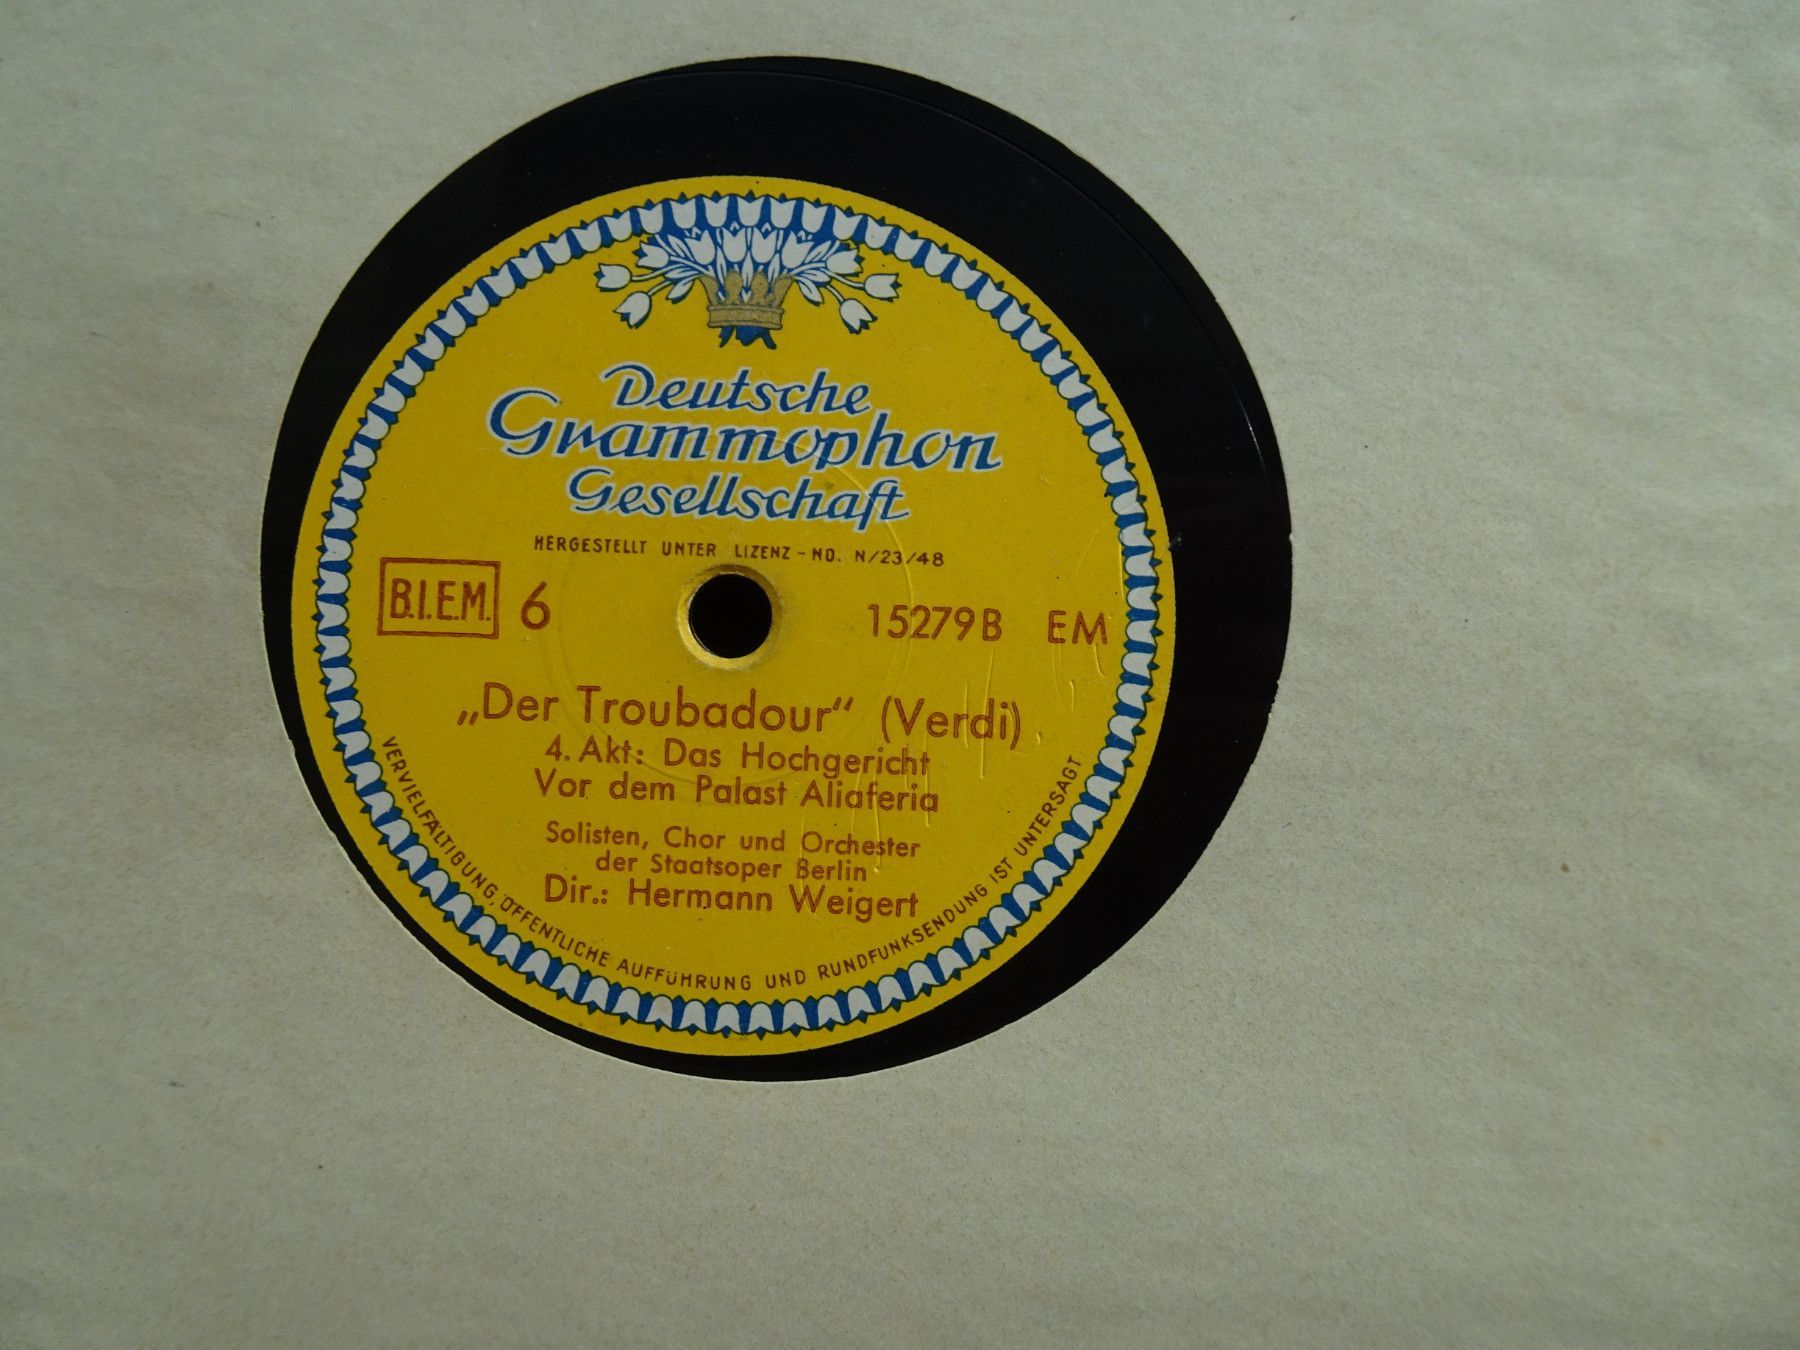 Deutsche
Grammophon
Gesellschaft
HERGESTELLT UNTER LIZENZ-NO. N/23/48
B.I.E.M. 6 15279B EM
„Der Troubadour“ (Verdi)
4. Akt: Das Hochgericht
Vor dem Palast Aliaferia
Solisten, Chor und Orchester
der Staatsoper Berlin
Dir.: Hermann Weigert
VERVIELFÄLTIGUNG, ÖFFENTLICHE AUFFÜHRUNG UND RUNDFUNKSENDUNG IST UNTERSAGT